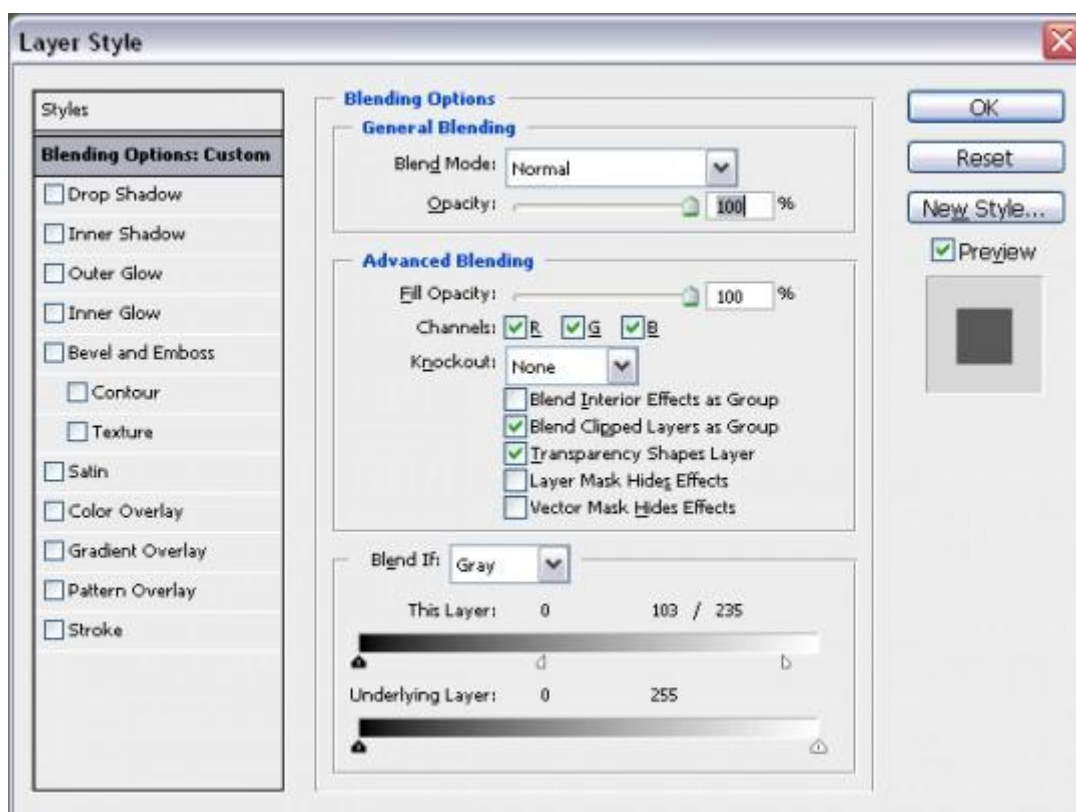 Layer Style
Styles
Blending Options: Custom
Drop Shadow
Inner Shadow
Outer Glow
Inner Glow
Bevel and Emboss
Contour
Texture
Satin
Color Overlay
Gradient Overlay
Pattern Overlay
Stroke
Blending Options
General Blending
Blend Mode: Normal
Opacity: 100 %
Advanced Blending
Fill Opacity: 100 %
Channels: R G B
Knockout: None
Blend Interior Effects as Group
Blend Clipped Layers as Group
Transparency Shapes Layer
Layer Mask Hides Effects
Vector Mask Hides Effects
Blend If: Gray
This Layer: 0 103 / 235
Underlying Layer: 0 255
OK
Reset
New Style...
Preview